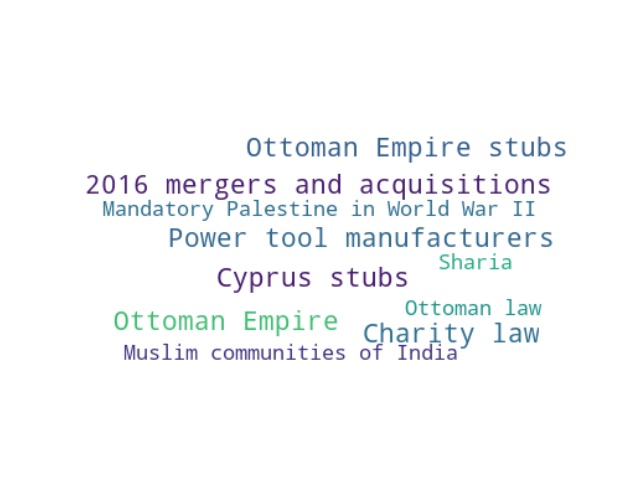 Ottoman Empire stubs
2016 mergers and acquisitions
Mandatory Palestine in World War II
Power tool manufacturers
Sharia
Cyprus stubs
Ottoman law
Ottoman Empire
Charity law
Muslim communities of India